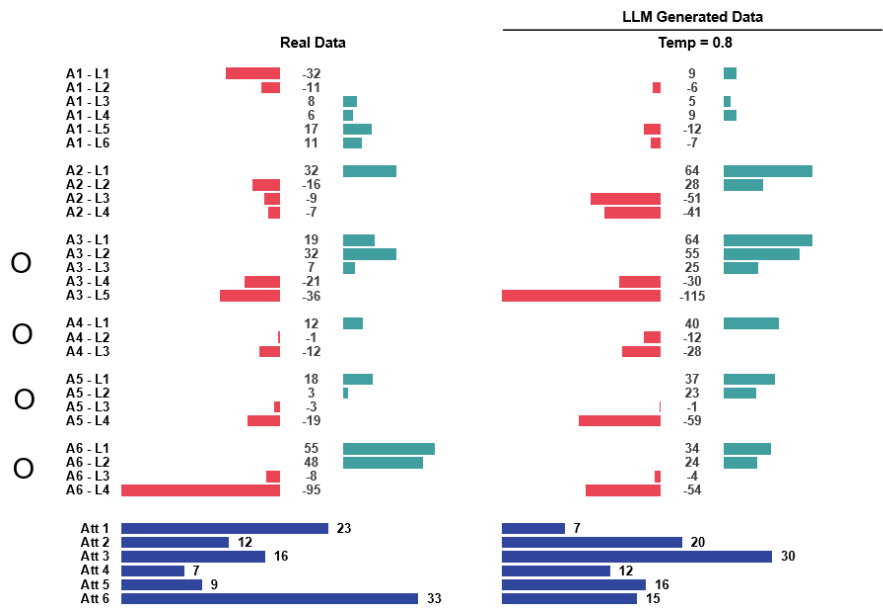 LLM Generated Data
Real Data Temp = 0.8
A1 - L1 -32 9
A1 - L2 -11 -6
A1 - L3 8 5
A1 - L4 6 9
A1 - L5 17 -12
A1 - L6 11 -7
A2 - L1 32 64
A2 - L2 -16 28
A2 - L3 -9 -51
A2 - L4 -7 -41
A3 - L1 19 64
A3 - L2 32 55
O A3 - L3 7 25
A3 - L4 -21 -30
A3 - L5 -36 -115
A4 - L1 12 40
O A4 - L2 -1 -12
A4 - L3 -12 -28
A5 - L1 18 37
A5 - L2 3 23
O A5 - L3 -3 -1
A5 - L4 -19 -59
A6 - L1 55 34
A6 - L2 48 24
O A6 - L3 -8 -4
A6 - L4 -95 -54
Att 1 23 7
Att 2 12 20
Att 3 16 30
Att 4 7 12
Att 5 9 16
Att 6 33 15